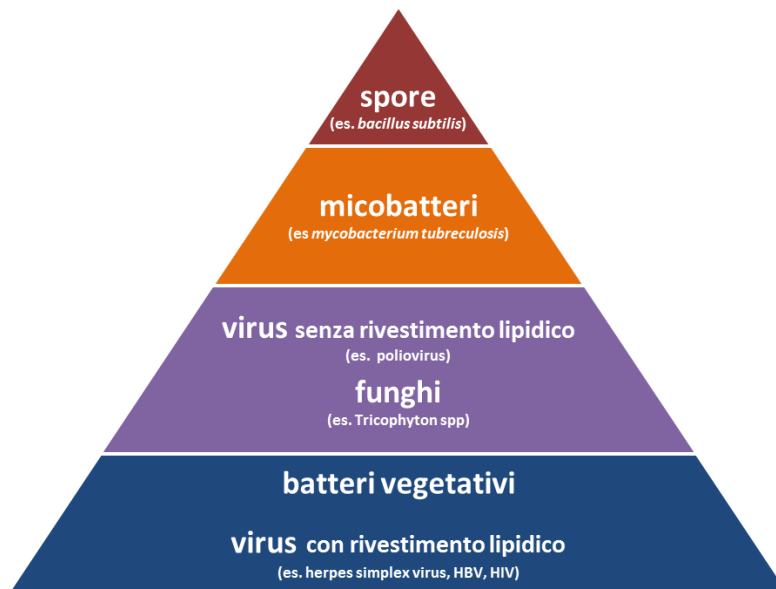 spore
(es. bacillus subtilis)
micobatteri
(es mycobacterium tubreculosis)
virus senza rivestimento lipidico
(es. poliovirus)
funghi
(es. Tricophyton spp)
batteri vegetativi
virus con rivestimento lipidico
(es. herpes simplex virus, HBV, HIV)